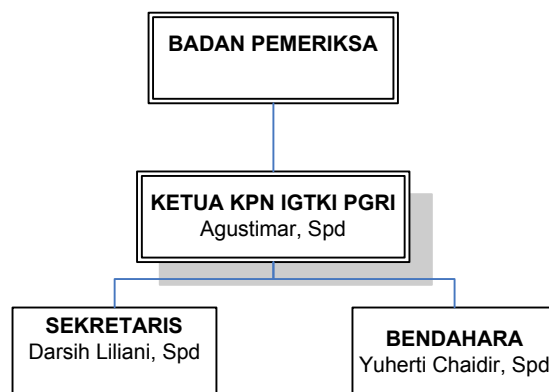 BADAN PEMERIKSA
KETUA KPN IGTKI PGRI
Agustimar, Spd
SEKRETARIS
Darsih Liliani, Spd
BENDAHARA
Yuherti Chaidir, Spd